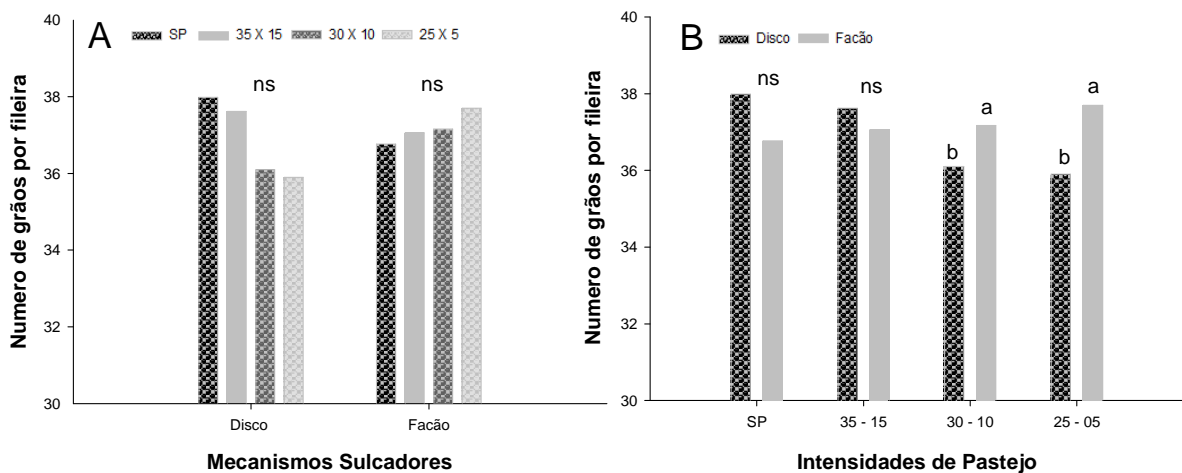 A
SP 35 X 15 30 X 10 25 X 5
Numero de grãos por fileira
40
38
36
34
32
30
ns ns
Disco Facão
Mecanismos Sulcadores
B
Disco Facão
Numero de grãos por fileira
40
38
36
34
32
30
ns ns b a b a
SP 35 - 15 30 - 10 25 - 05
Intensidades de Pastejo